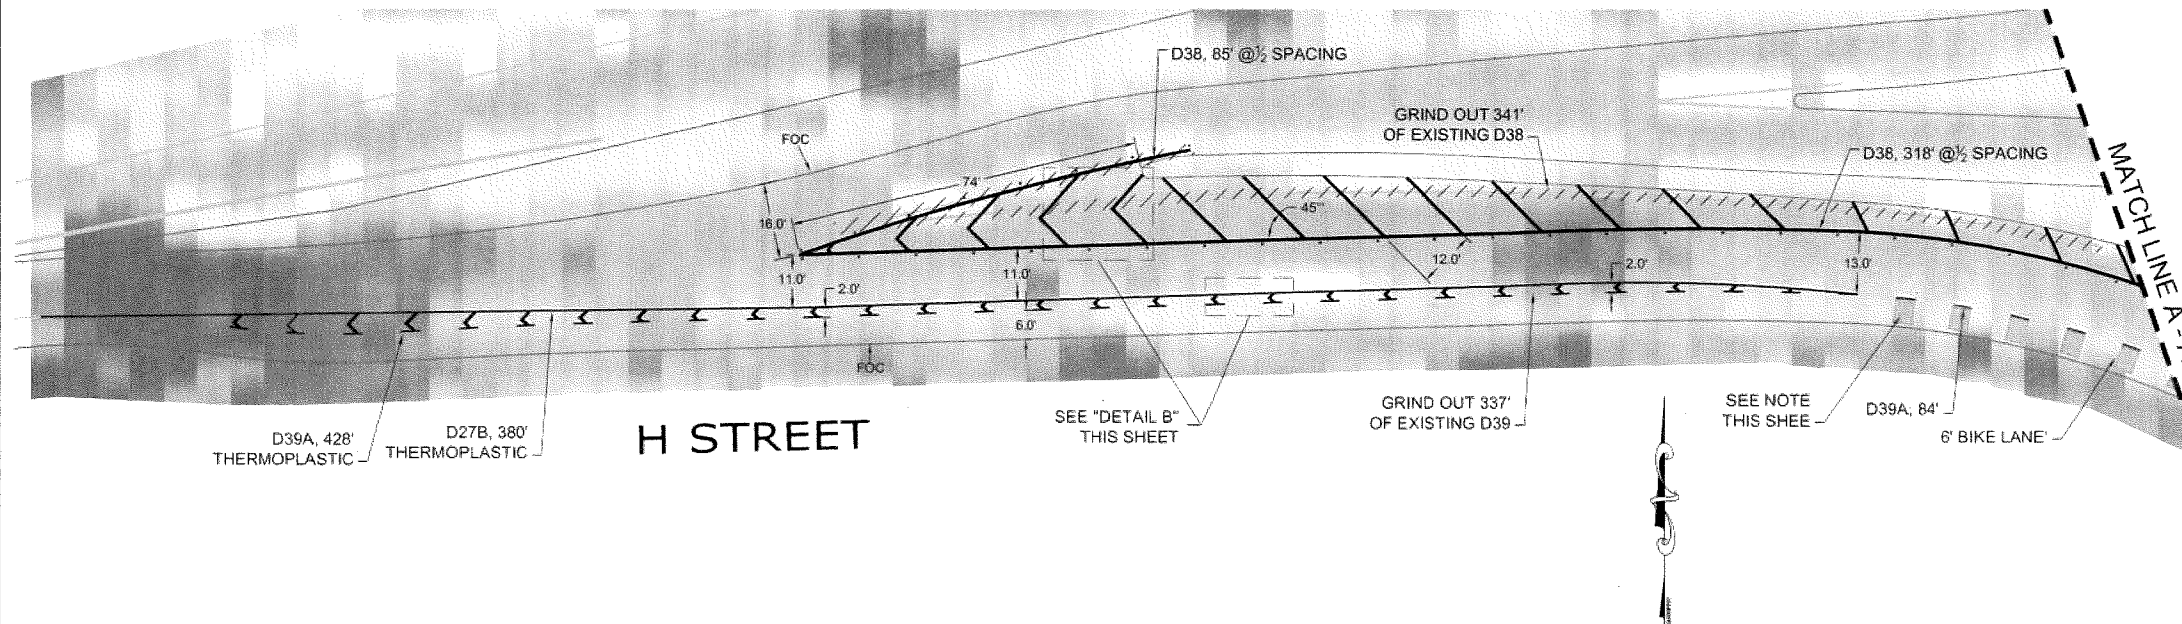 D38, 85' @½ SPACING
GRIND OUT 341'
OF EXISTING D38
FOC
D38, 318' @½ SPACING
MATCH LINE A -
74'
16.0'
45°
11.0'
11.0'
12.0'
2.0'
13.0'
2.0'
6.0'
FOC
D39A, 428'
THERMOPLASTIC
D27B, 380'
THERMOPLASTIC
H STREET
SEE "DETAIL B"
THIS SHEET
GRIND OUT 337'
OF EXISTING D39
SEE NOTE
THIS SHEE
D39A, 84'
6' BIKE LANE'